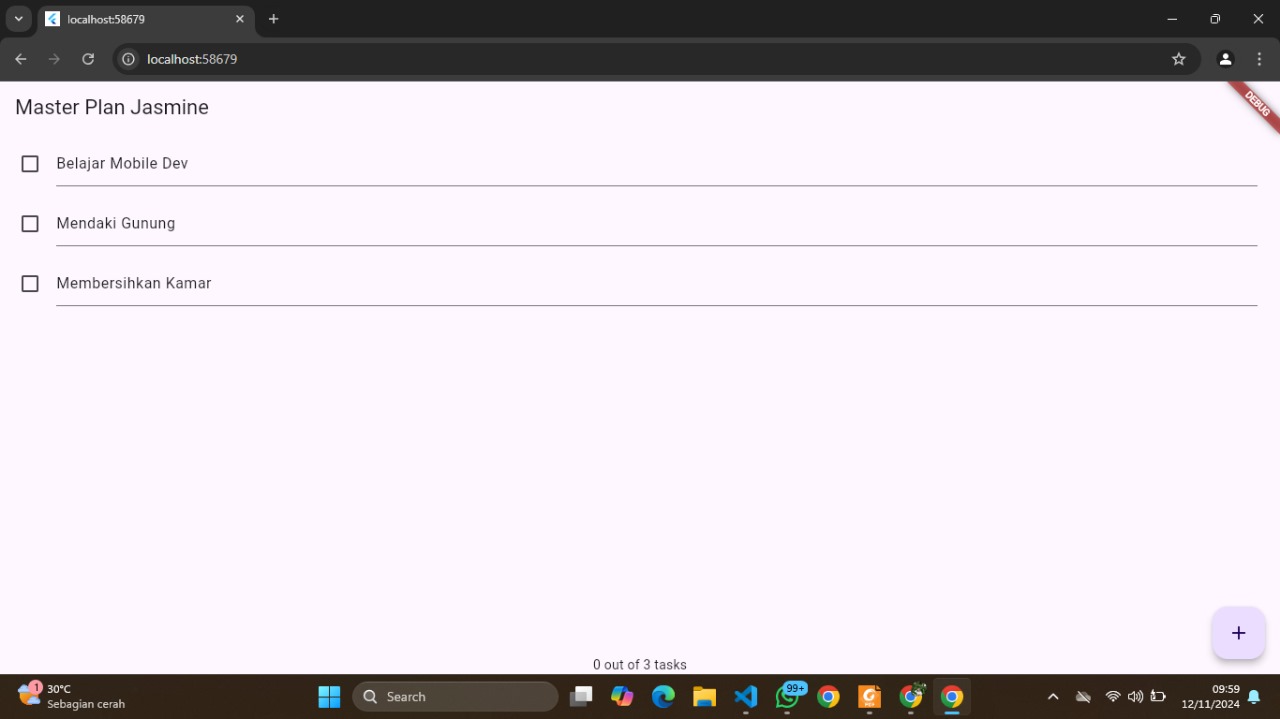 localhost:58679
localhost:58679
DEBUG
Master Plan Jasmine
Belajar Mobile Dev
Mendaki Gunung
Membersihkan Kamar
0 out of 3 tasks
1
30°C
Sebagian cerah
Search
99+
09:59
12/11/2024